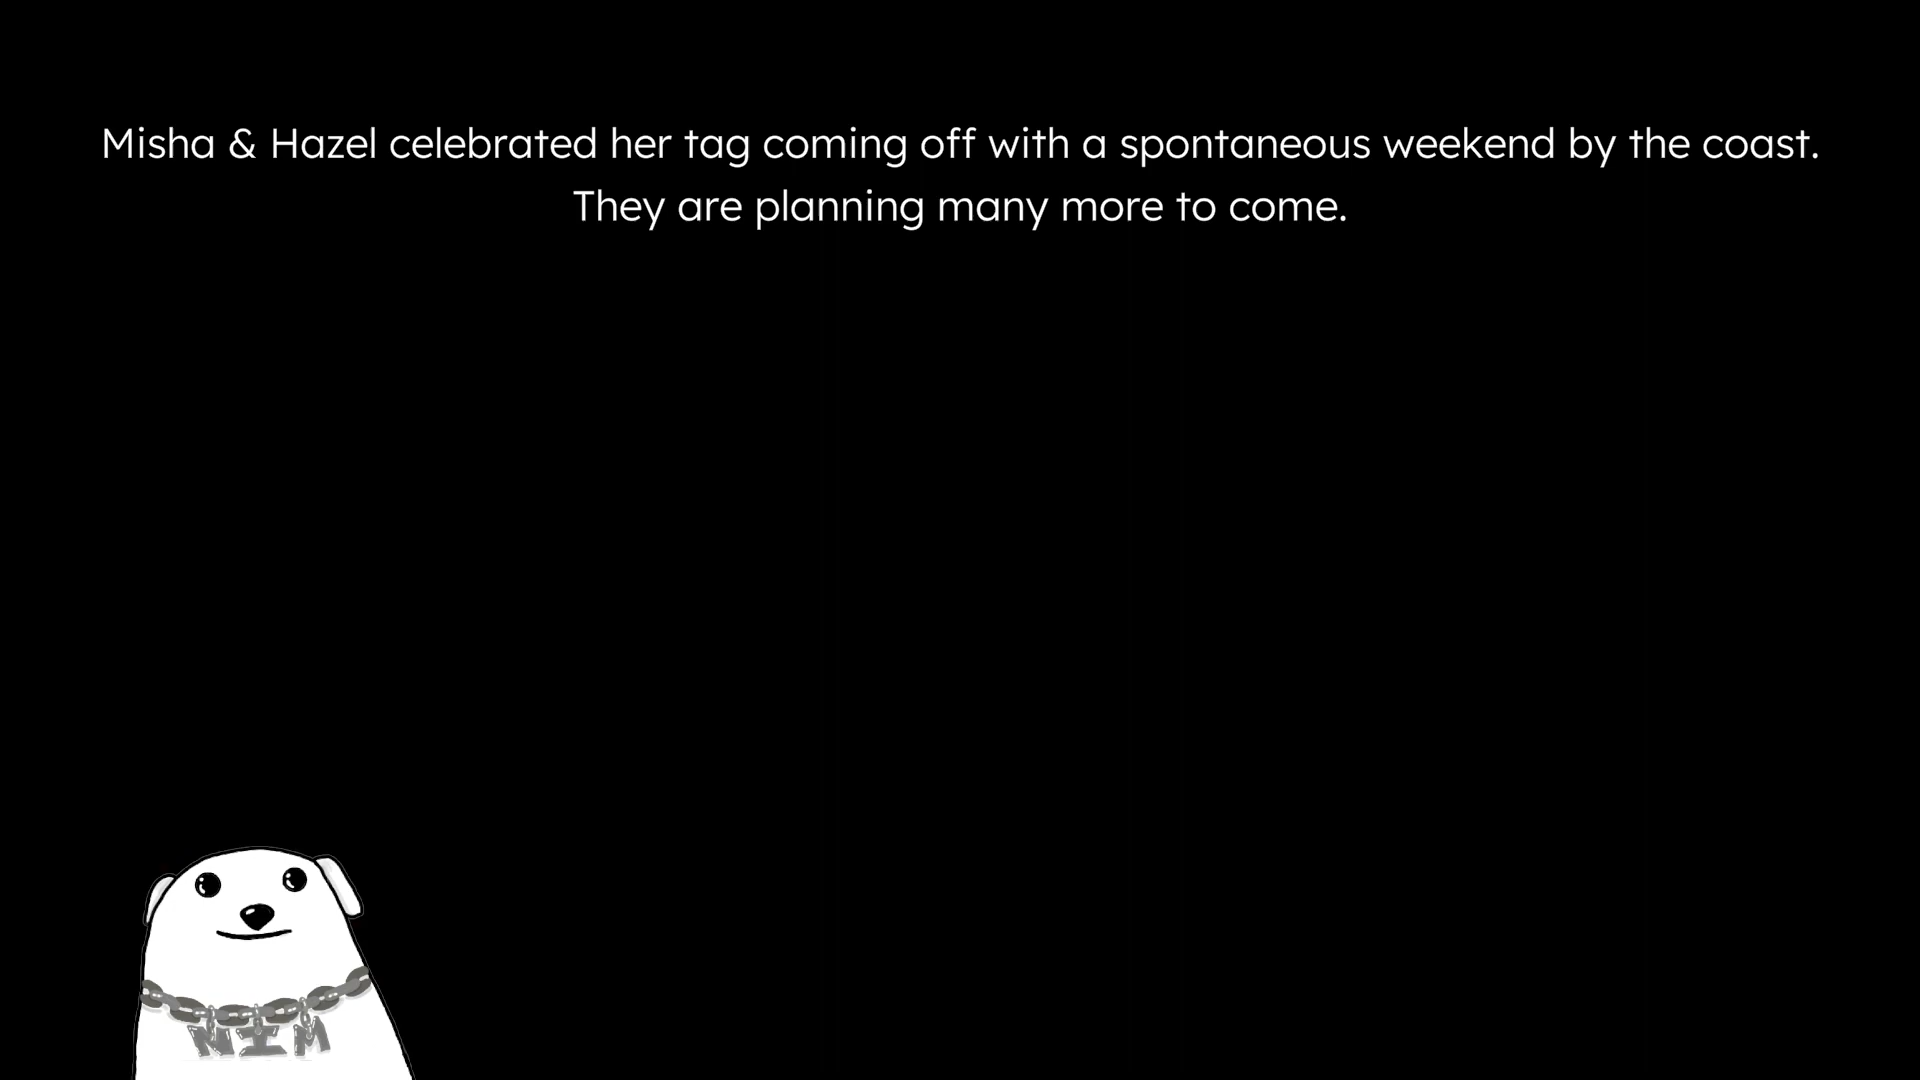 Misha & Hazel celebrated her tag coming off with a spontaneous weekend by the coast.
They are planning many more to come.
NIM